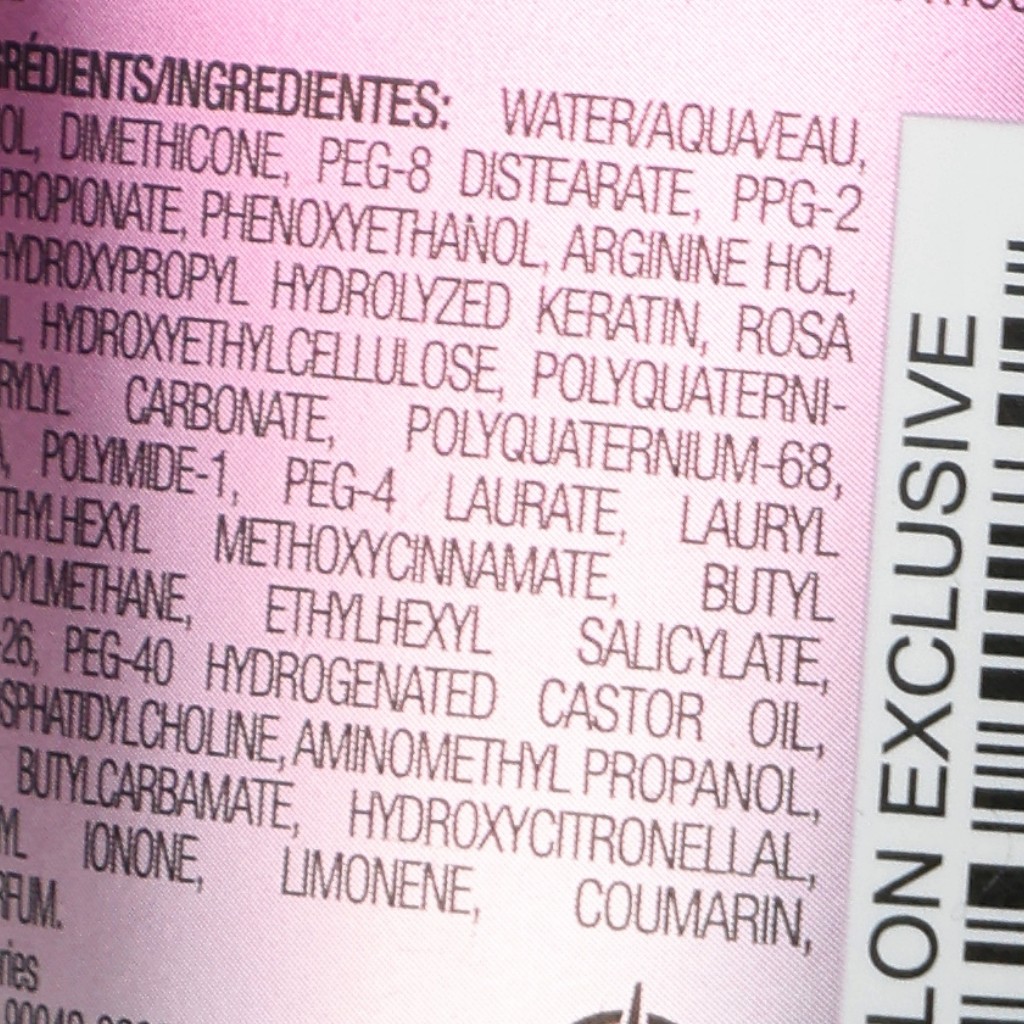 GRÉDIENTS/INGREDIENTES: WATER/AQUA/EAU,
OL, DIMETHICONE, PEG-8 DISTEARATE, PPG-2
PROPIONATE, PHENOXYETHANOL, ARGININE HCL,
HYDROXYPROPYL HYDROLYZED KERATIN, ROSA
IL, HYDROXYETHYLCELLULOSE, POLYQUATERNI-
RYLYL CARBONATE, POLYQUATERNIUM-68,
A, POLYIMIDE-1, PEG-4 LAURATE, LAURYL
THYLHEXYL METHOXYCINNAMATE, BUTYL
OYLMETHANE, ETHYLHEXYL SALICYLATE,
-26, PEG-40 HYDROGENATED CASTOR OIL,
SPHATIDYLCHOLINE, AMINOMETHYL PROPANOL,
BUTYLCARBAMATE, HYDROXYCITRONELLAL,
YL IONONE, LIMONENE, COUMARIN,
RFUM.
ries
LON EXCLUSIVE